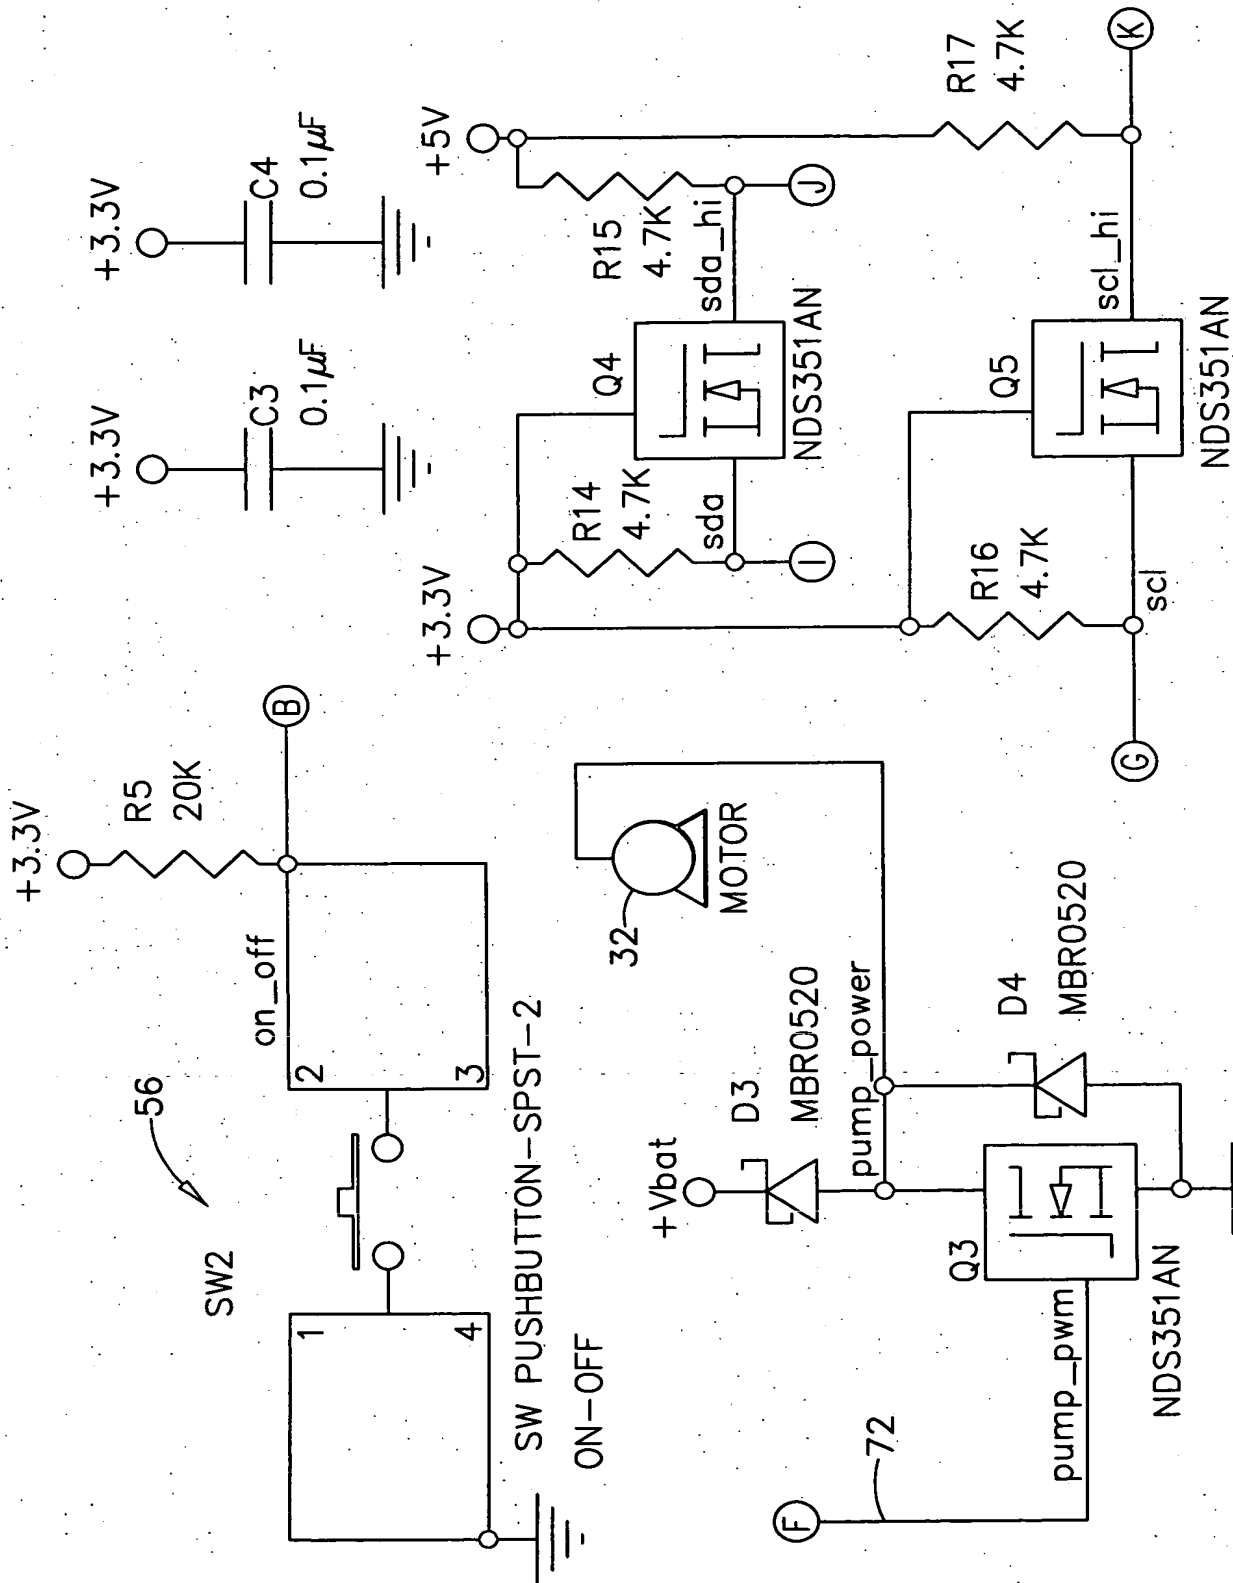 +3.3V
R5
20K
B
on_off
2
3
56
SW2
1
4
SW PUSHBUTTON-SPST-2
ON-OFF
+3.3V
C3
0.1µF
+3.3V
C4
0.1µF
+3.3V
R14
4.7K
sda
I
Q4
NDS351AN
+5V
R15
4.7K
sda_hi
J
R16
4.7K
scl
G
Q5
NDS351AN
scl_hi
R17
4.7K
K
32
MOTOR
+Vbat
D3
MBR0520
pump_power
D4
MBR0520
Q3
NDS351AN
pump_pwm
72
F